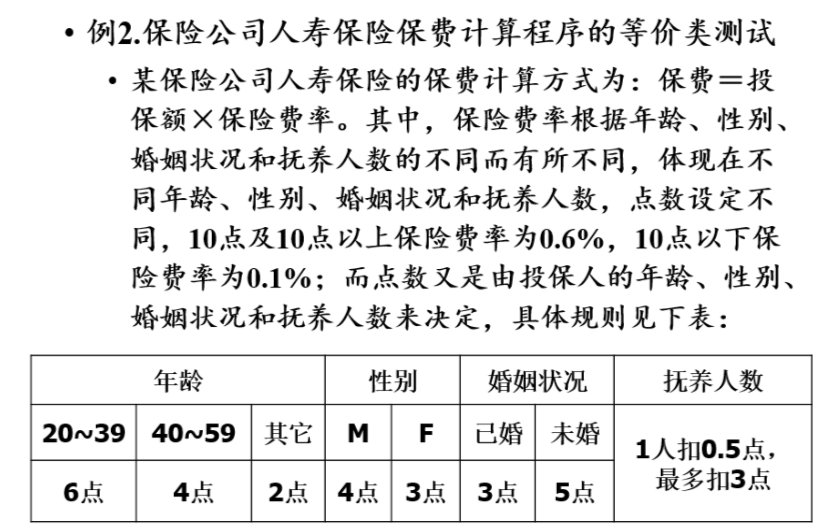 • 例2.保险公司人寿保险保费计算程序的等价类测试
• 某保险公司人寿保险的保费计算方式为：保费＝投
保额×保险费率。其中，保险费率根据年龄、性别、
婚姻状况和抚养人数的不同而有所不同，体现在不
同年龄、性别、婚姻状况和抚养人数，点数设定不
同，10点及10点以上保险费率为0.6%，10点以下保
险费率为0.1%；而点数又是由投保人的年龄、性别、
婚姻状况和抚养人数来决定，具体规则见下表：
年龄 性别 婚姻状况 抚养人数
20~39 40~59 其它 M F 已婚 未婚
1人扣0.5点，
最多扣3点
6点 4点 2点 4点 3点 3点 5点